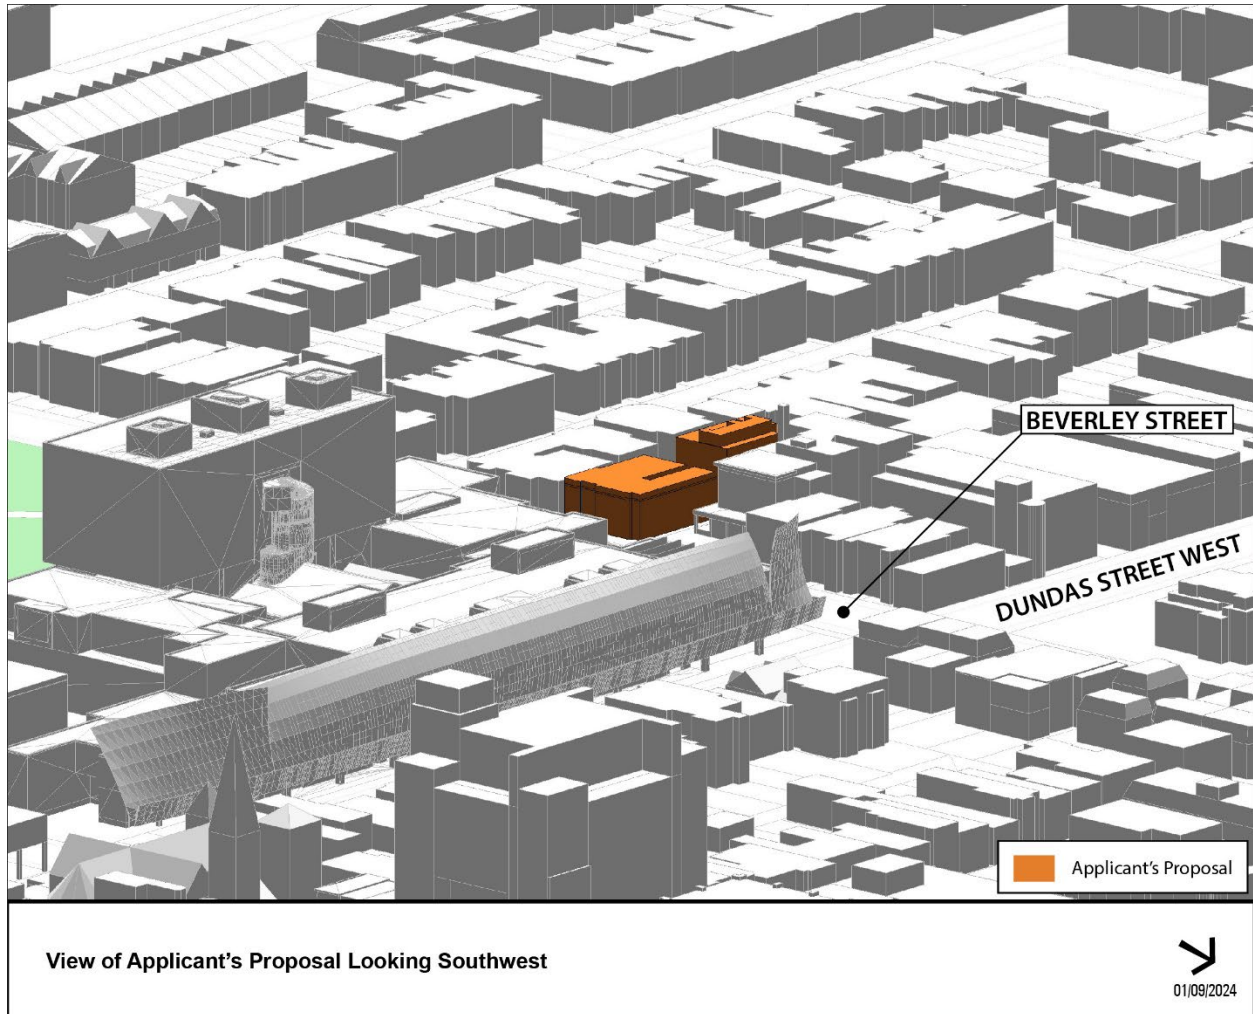 BEVERLEY STREET
DUNDAS STREET WEST
Applicant's Proposal
View of Applicant's Proposal Looking Southwest
01/09/2024